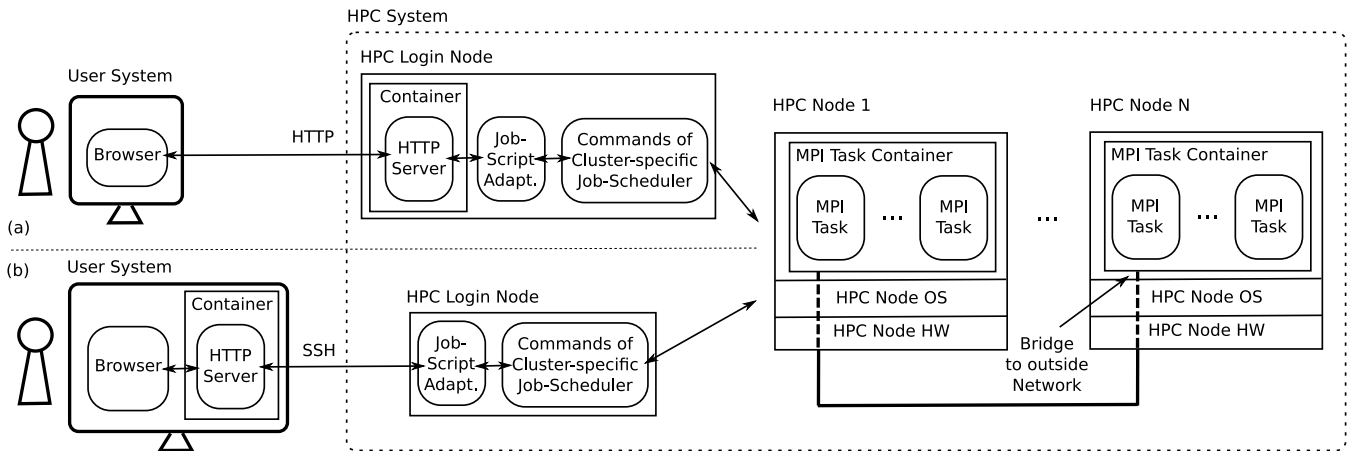 HPC System
HPC Login Node
User System
Container
HTTP
Browser
HTTP
Server
Job-
Script
Adapt.
Commands of
Cluster-specific
Job-Scheduler
(a)
(b)
User System
Container
Browser
HTTP
Server
SSH
HPC Login Node
Job-
Script
Adapt.
Commands of
Cluster-specific
Job-Scheduler
HPC Node 1
MPI Task Container
MPI
Task
...
MPI
Task
HPC Node OS
HPC Node HW
...
HPC Node N
MPI Task Container
MPI
Task
...
MPI
Task
HPC Node OS
HPC Node HW
Bridge
to outside
Network